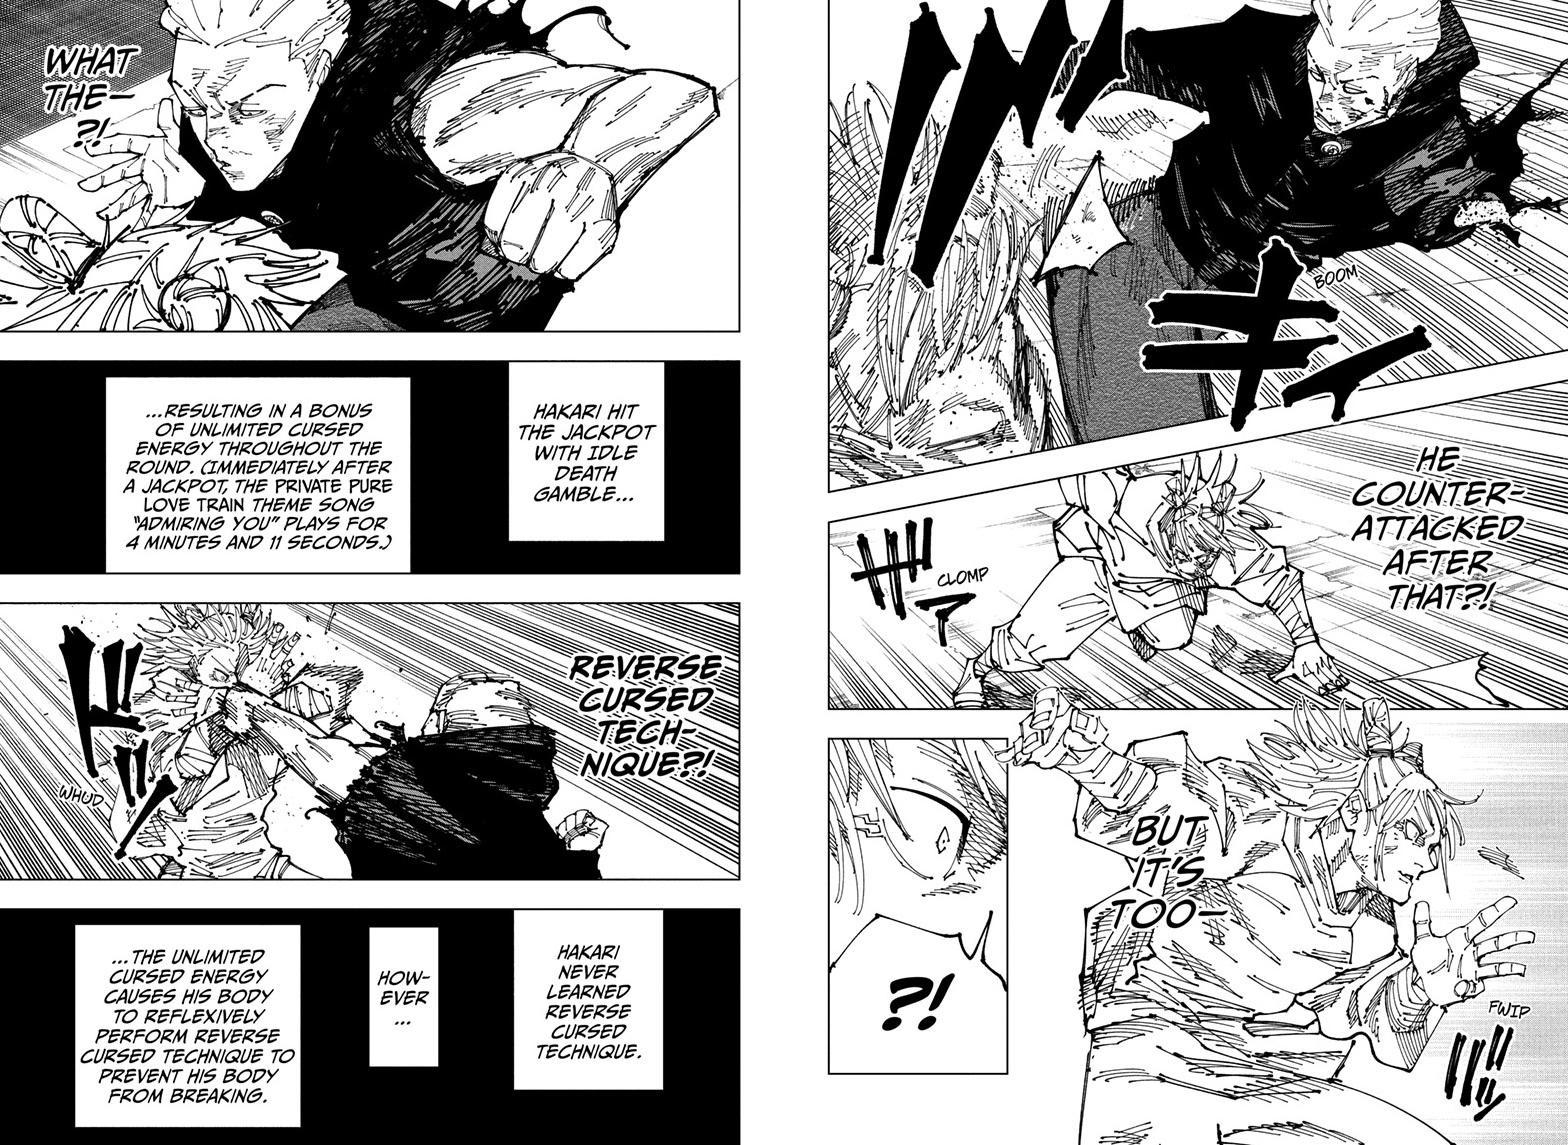 BOOM
HE
COUNTER-
ATTACKED
AFTER
THAT?!
CLOMP
BUT
IT'S
TOO—
FWIP
?!
WHAT
THE—
?!
HAKARI HIT
THE JACKPOT
WITH IDLE
DEATH
GAMBLE...
...RESULTING IN A BONUS
OF UNLIMITED CURSED
ENERGY THROUGHOUT THE
ROUND. (IMMEDIATELY AFTER
A JACKPOT, THE PRIVATE PURE
LOVE TRAIN THEME SONG
“ADMIRING YOU” PLAYS FOR
4 MINUTES AND 11 SECONDS.)
REVERSE
CURSED
TECH-
NIQUE?!
ドドッ
WHUD
HAKARI
NEVER
LEARNED
REVERSE
CURSED
TECHNIQUE.
HOW-
EVER
...
...THE UNLIMITED
CURSED ENERGY
CAUSES HIS BODY
TO REFLEXIVELY
PERFORM REVERSE
CURSED TECHNIQUE TO
PREVENT HIS BODY
FROM BREAKING.